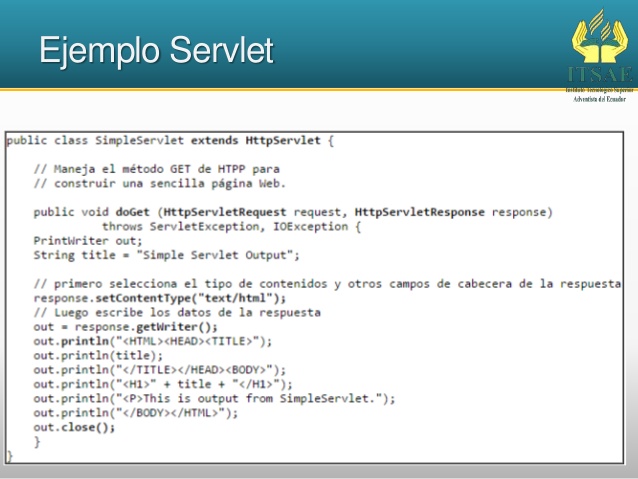 Ejemplo Servlet
ITSAE
Instituto Tecnológico Superior
Adventista del Ecuador
public class SimpleServlet extends HttpServlet {
// Maneja el método GET de HTPP para
// construir una sencilla página Web.
public void doGet (HttpServletRequest request, HttpServletResponse response)
throws ServletException, IOException {
PrintWriter out;
String title = "Simple Servlet Output";
// primero selecciona el tipo de contenidos y otros campos de cabecera de la respuesta
response.setContentType("text/html");
// Luego escribe los datos de la respuesta
out = response.getWriter();
out.println("<HTML><HEAD><TITLE>");
out.println(title);
out.println("</TITLE></HEAD><BODY>");
out.println("<H1>" + title + "</H1>");
out.println("<P>This is output from SimpleServlet.");
out.println("</BODY></HTML>");
out.close();
}
}